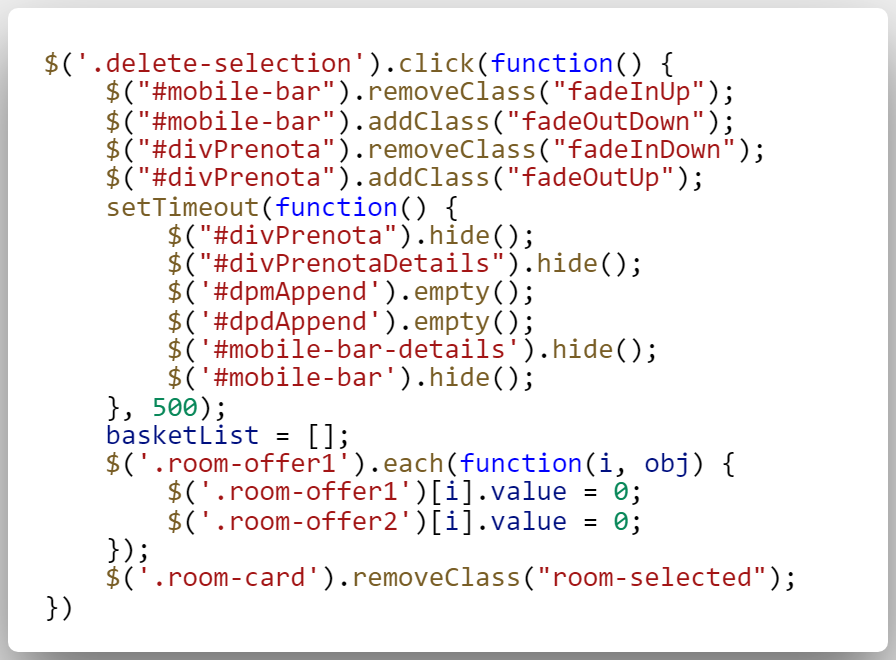 $('.delete-selection').click(function() {
    $("#mobile-bar").removeClass("fadeInUp");
    $("#mobile-bar").addClass("fadeOutDown");
    $("#divPrenota").removeClass("fadeInDown");
    $("#divPrenota").addClass("fadeOutUp");
    setTimeout(function() {
        $("#divPrenota").hide();
        $("#divPrenotaDetails").hide();
        $('#dpmAppend').empty();
        $('#dpdAppend').empty();
        $('#mobile-bar-details').hide();
        $('#mobile-bar').hide();
    }, 500);
    basketList = [];
    $('.room-offer1').each(function(i, obj) {
        $('.room-offer1')[i].value = 0;
        $('.room-offer2')[i].value = 0;
    });
    $('.room-card').removeClass("room-selected");
})